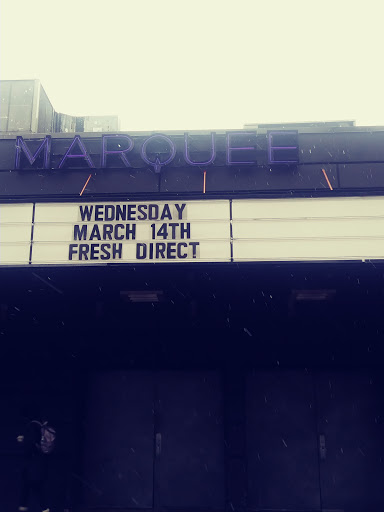 MARQUEE
WEDNESDAY
MARCH 14TH
FRESH DIRECT